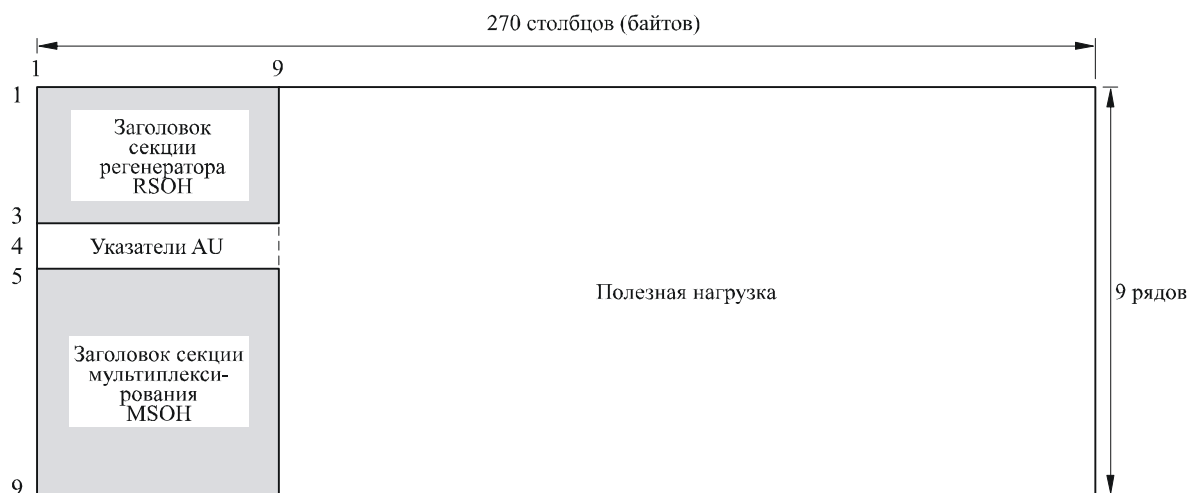 270 столбцов (байтов)
1
9
1
Заголовок
секции
регенератора
RSOH
3
4
Указатели AU
5
Полезная нагрузка
9 рядов
Заголовок секции
мультиплекси-
рования
MSOH
9